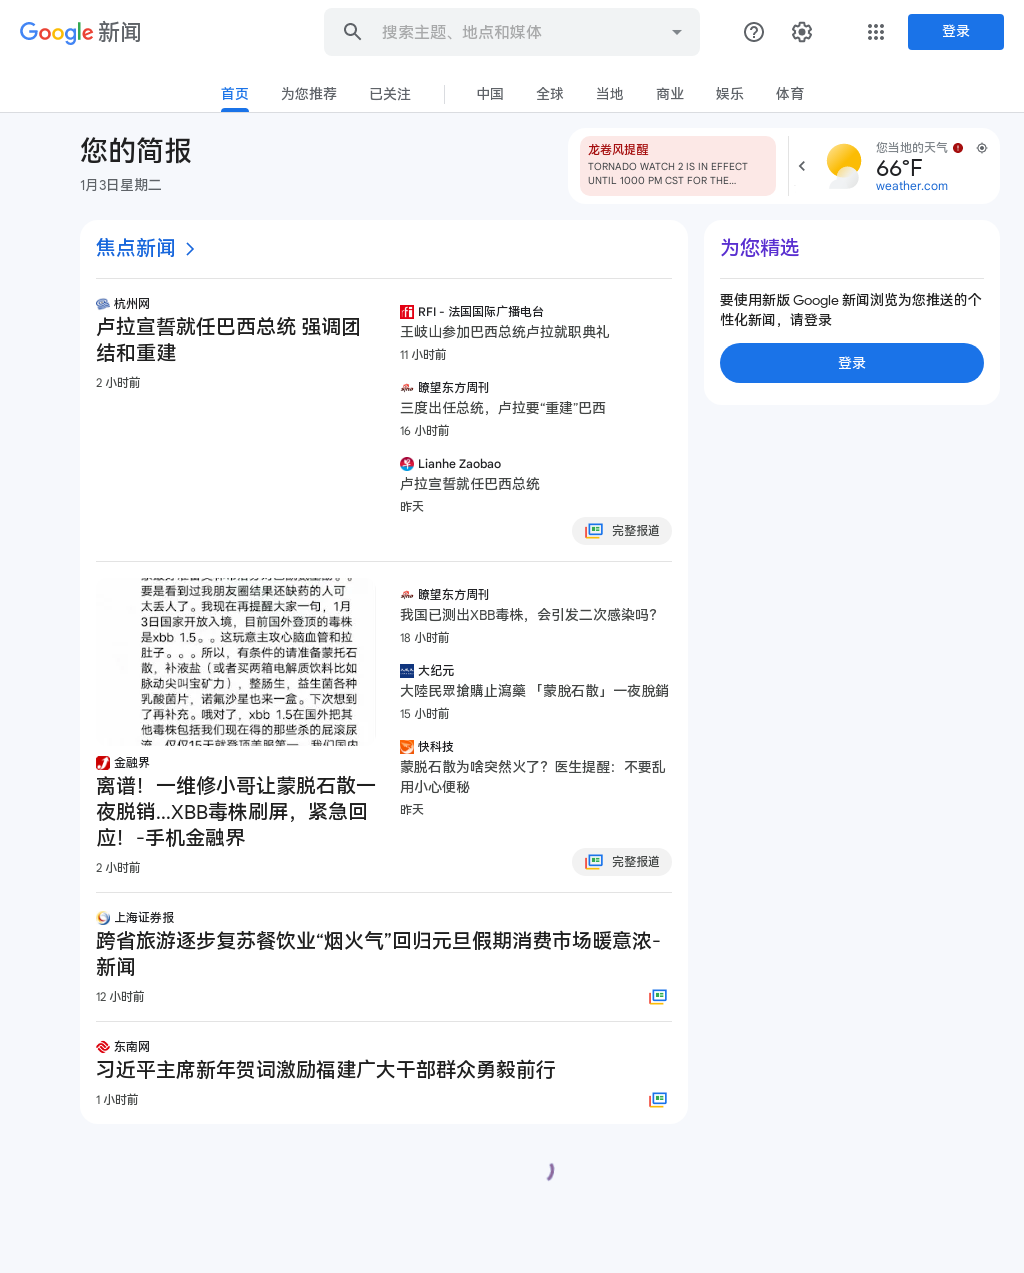 Google 新闻
搜索主题、地点和媒体
登录
首页
为您推荐
已关注
中国
全球
当地
商业
娱乐
体育
您的简报
1月3日星期二
龙卷风提醒
TORNADO WATCH 2 IS IN EFFECT
UNTIL 1000 PM CST FOR THE...
您当地的天气
66°F
weather.com
焦点新闻
杭州网
卢拉宣誓就任巴西总统 强调团
结和重建
2 小时前
RFI - 法国国际广播电台
王岐山参加巴西总统卢拉就职典礼
11 小时前
瞭望东方周刊
三度出任总统，卢拉要“重建”巴西
16 小时前
Lianhe Zaobao
卢拉宣誓就任巴西总统
昨天
完整报道
要是看到过我朋友圈结果还缺药的人可
太丢人了。我现在再提醒大家一句，1月
3日国家开放入境，目前国外登顶的毒株
是xbb 1.5。。这玩意主攻心脑血管和拉
肚子。。。所以，有条件的请准备蒙托石
散，补液盐（或者买两箱电解质饮料比如
脉动尖叫宝矿力），整肠生，益生菌各种
乳酸菌片，诺氟沙星也来一盒。下次想到
了再补充。哦对了，xbb 1.5在国外把其
他毒株包括我们现在得的那些杀的屁滚尿
流，仅仅15天就登顶美服第一，我们国内
金融界
离谱！一维修小哥让蒙脱石散一
夜脱销...XBB毒株刷屏，紧急回
应！-手机金融界
2 小时前
瞭望东方周刊
我国已测出XBB毒株，会引发二次感染吗？
18 小时前
大纪元
大陸民眾搶購止瀉藥 「蒙脫石散」一夜脫銷
15 小时前
快科技
蒙脱石散为啥突然火了？医生提醒：不要乱
用小心便秘
昨天
完整报道
上海证券报
跨省旅游逐步复苏餐饮业“烟火气”回归元旦假期消费市场暖意浓-
新闻
12 小时前
东南网
习近平主席新年贺词激励福建广大干部群众勇毅前行
1 小时前
为您精选
要使用新版 Google 新闻浏览为您推送的个
性化新闻，请登录
登录